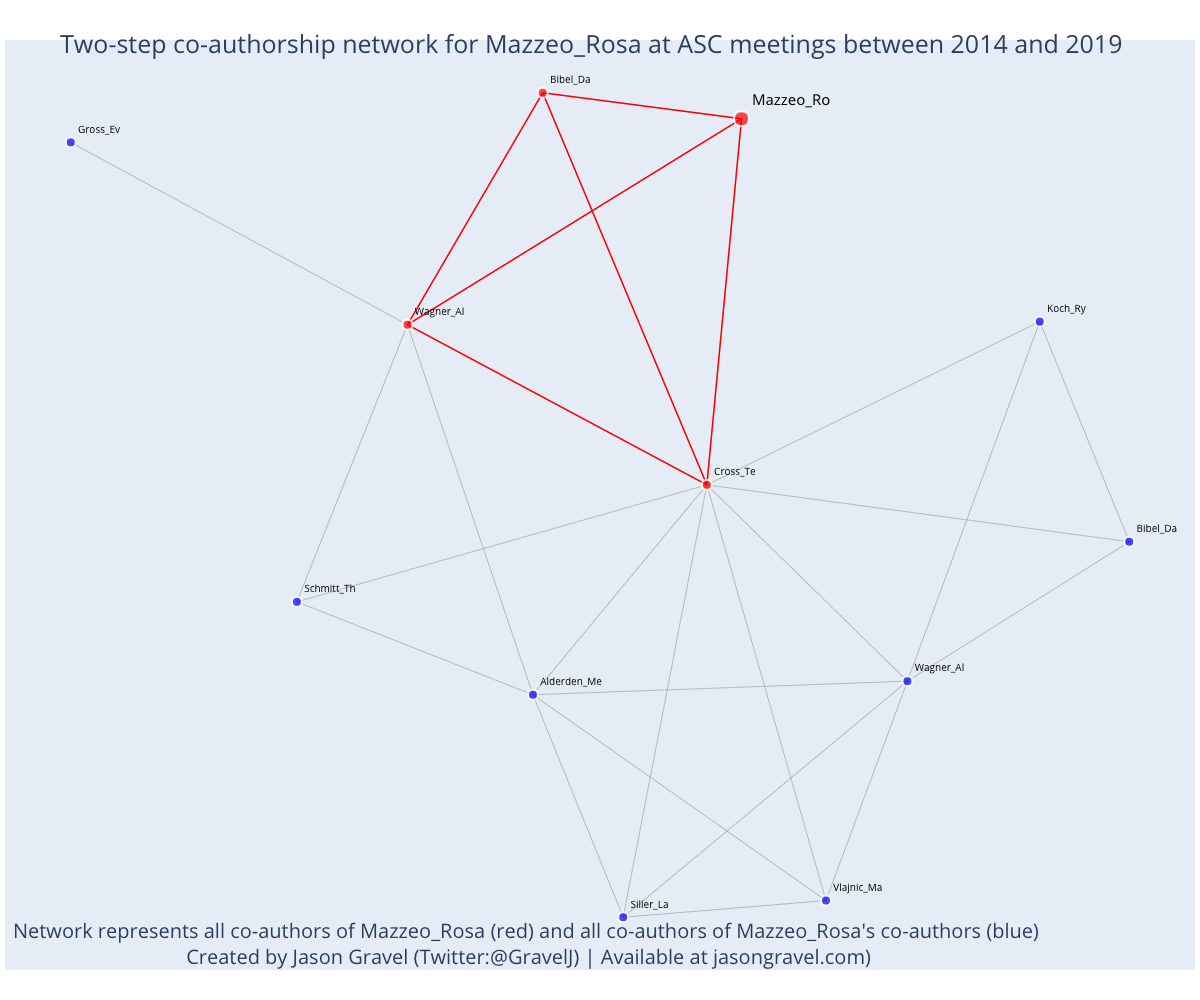 Two-step co-authorship network for Mazzeo_Rosa at ASC meetings between 2014 and 2019
Bibel_Da
Mazzeo_Ro
Gross_Ev
Wagner_Al
Koch_Ry
Cross_Te
Bibel_Da
Schmitt_Th
Wagner_Al
Alderden_Me
Vlajnic_Ma
Siller_La
Network represents all co-authors of Mazzeo_Rosa (red) and all co-authors of Mazzeo_Rosa's co-authors (blue)
Created by Jason Gravel (Twitter:@GravelJ) | Available at jasongravel.com)